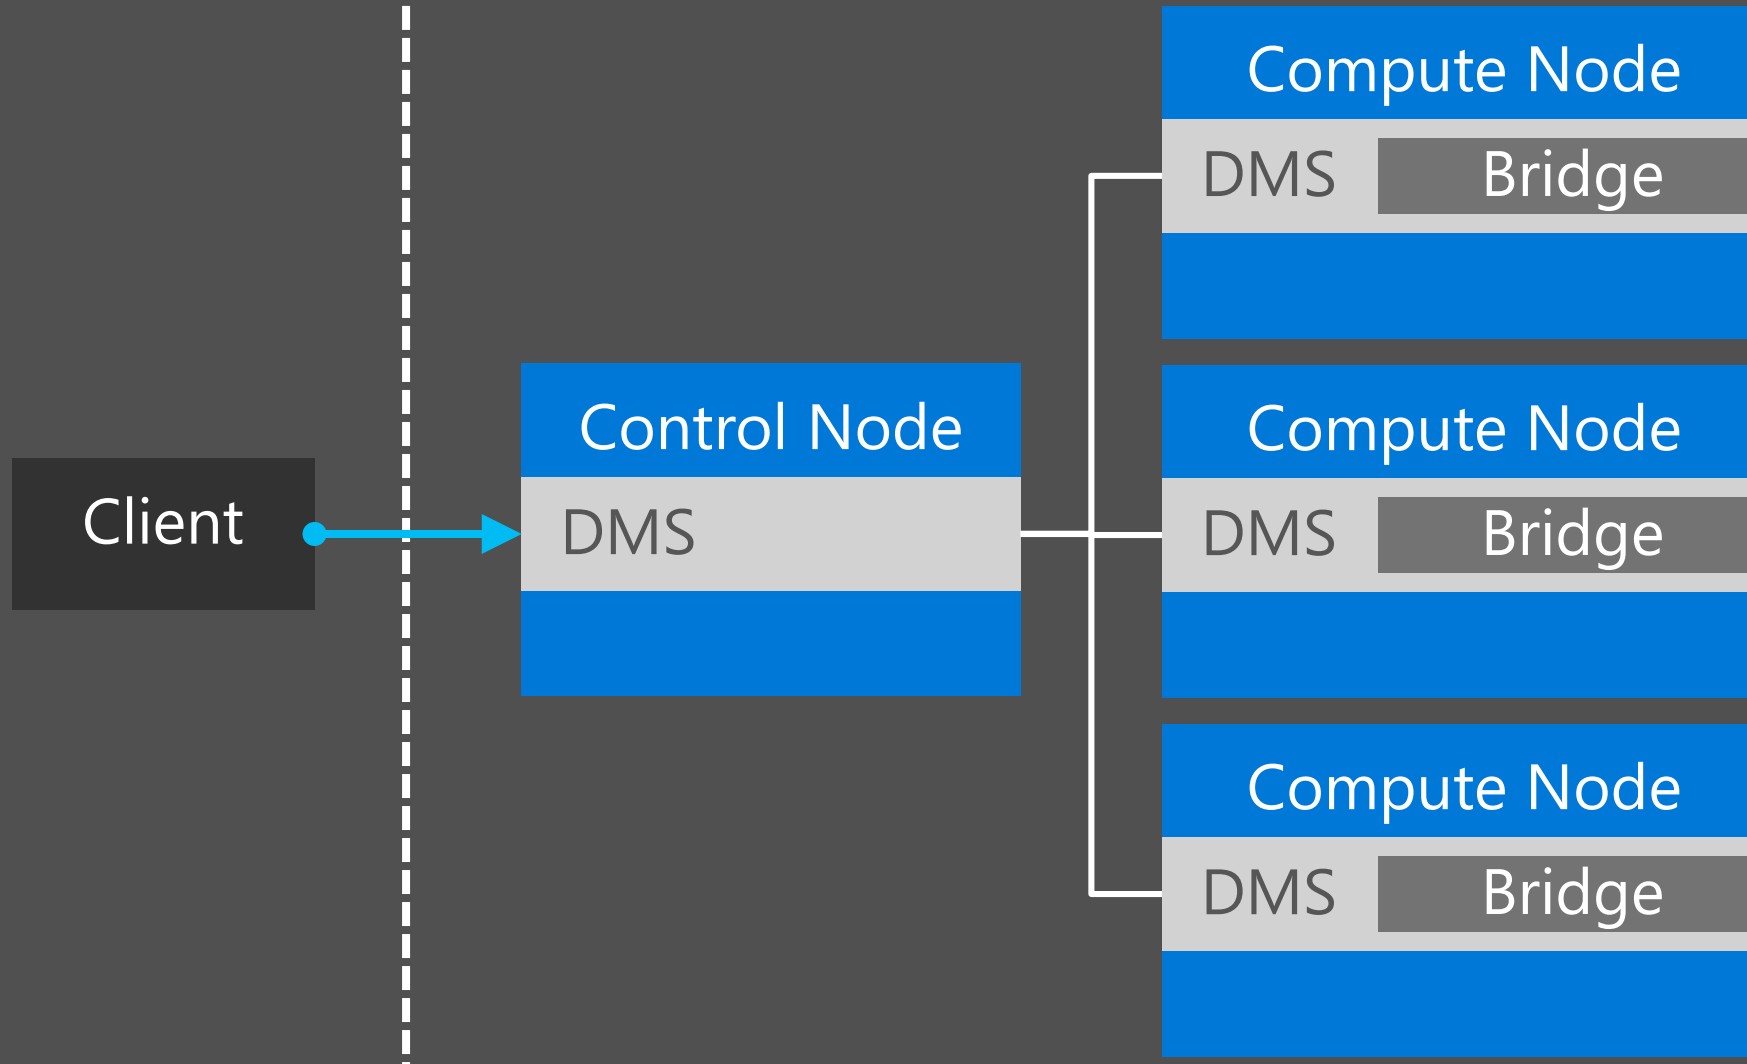 Client
Control Node
DMS
Compute Node
DMS Bridge
Compute Node
DMS Bridge
Compute Node
DMS Bridge